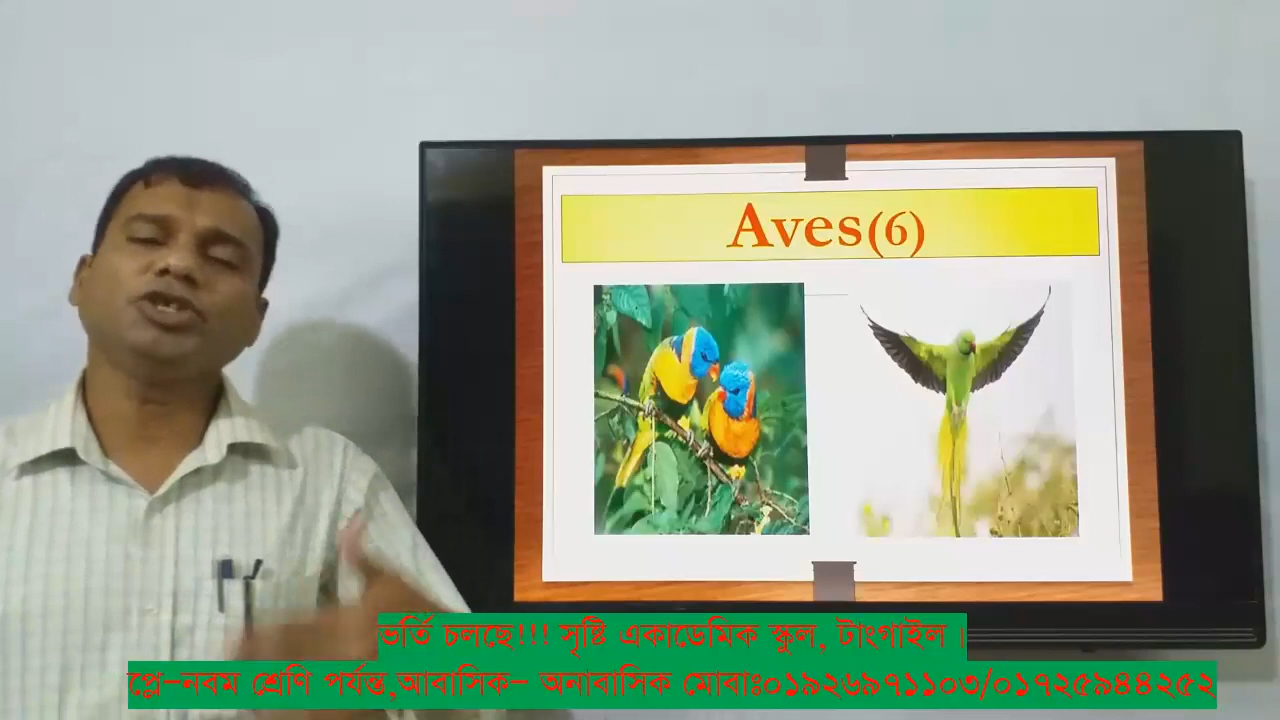 Aves(6)
ভর্তি চলছে!!! সৃষ্টি একাডেমিক স্কুল, টাংগাইল।
প্লে-নবম শ্রেণি পর্যন্ত,আবাসিক- অনাবাসিক মোবাঃ০১৯২৬৯৭১১০৩/০১৭২৫৯৪৪২৫২